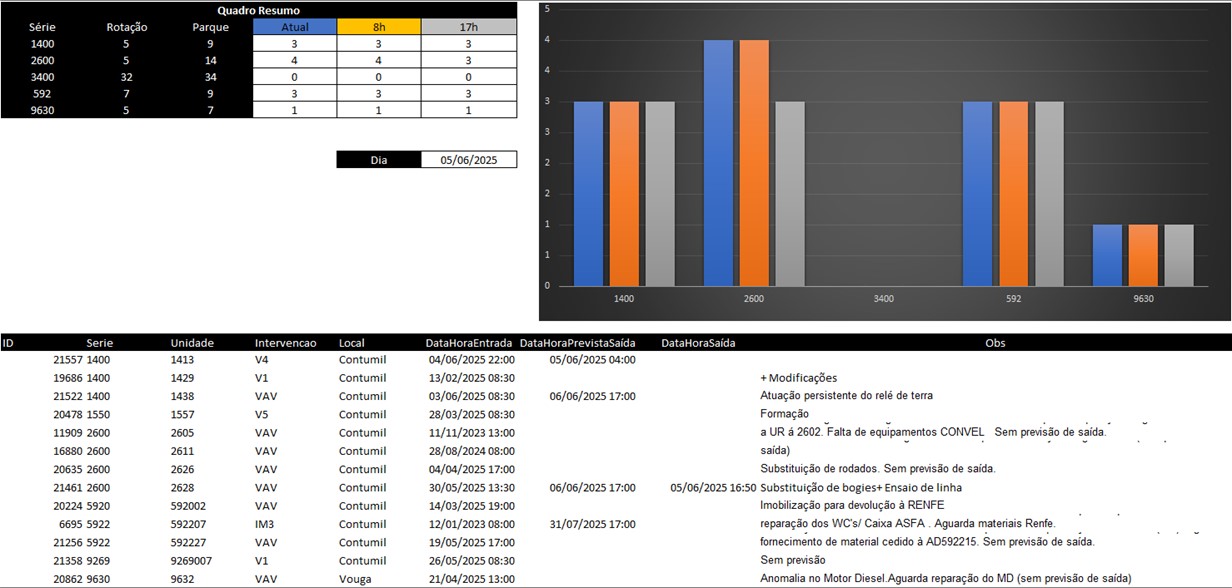 Quadro Resumo
Série Rotação Parque Atual 8h 17h
1400 5 9 3 3 3
2600 5 14 4 4 3
3400 32 34 0 0 0
592 7 9 3 3 3
9630 5 7 1 1 1
Dia 05/06/2025
5
4
4
3
3
2
2
1
1
0
1400 2600 3400 592 9630
ID Serie Unidade Intervencao Local DataHoraEntrada DataHoraPrevistaSaída DataHoraSaída Obs
21557 1400 1413 V4 Contumil 04/06/2025 22:00 05/06/2025 04:00
19686 1400 1429 V1 Contumil 13/02/2025 08:30 + Modificações
21522 1400 1438 VAV Contumil 03/06/2025 08:30 06/06/2025 17:00 Atuação persistente do relé de terra
20478 1550 1557 V5 Contumil 28/03/2025 08:30 Formação
11909 2600 2605 VAV Contumil 11/11/2023 13:00 a UR á 2602. Falta de equipamentos CONVEL Sem previsão de saída.
16880 2600 2611 VAV Contumil 28/08/2024 08:00 saída)
20635 2600 2626 VAV Contumil 04/04/2025 17:00 Substituição de rodados. Sem previsão de saída.
21461 2600 2628 VAV Contumil 30/05/2025 13:30 06/06/2025 17:00 05/06/2025 16:50 Substituição de bogies+ Ensaio de linha
20224 5920 592002 VAV Contumil 14/03/2025 19:00 Imobilização para devolução à RENFE
6695 5922 592207 IM3 Contumil 12/01/2023 08:00 31/07/2025 17:00 reparação dos WC's/ Caixa ASFA . Aguarda materiais Renfe.
21256 5922 592227 VAV Contumil 19/05/2025 17:00 fornecimento de material cedido à AD592215. Sem previsão de saída.
21358 9269 9269007 V1 Contumil 26/05/2025 08:30 Sem previsão
20862 9630 9632 VAV Vouga 21/04/2025 13:00 Anomalia no Motor Diesel.Aguarda reparação do MD (sem previsão de saída)